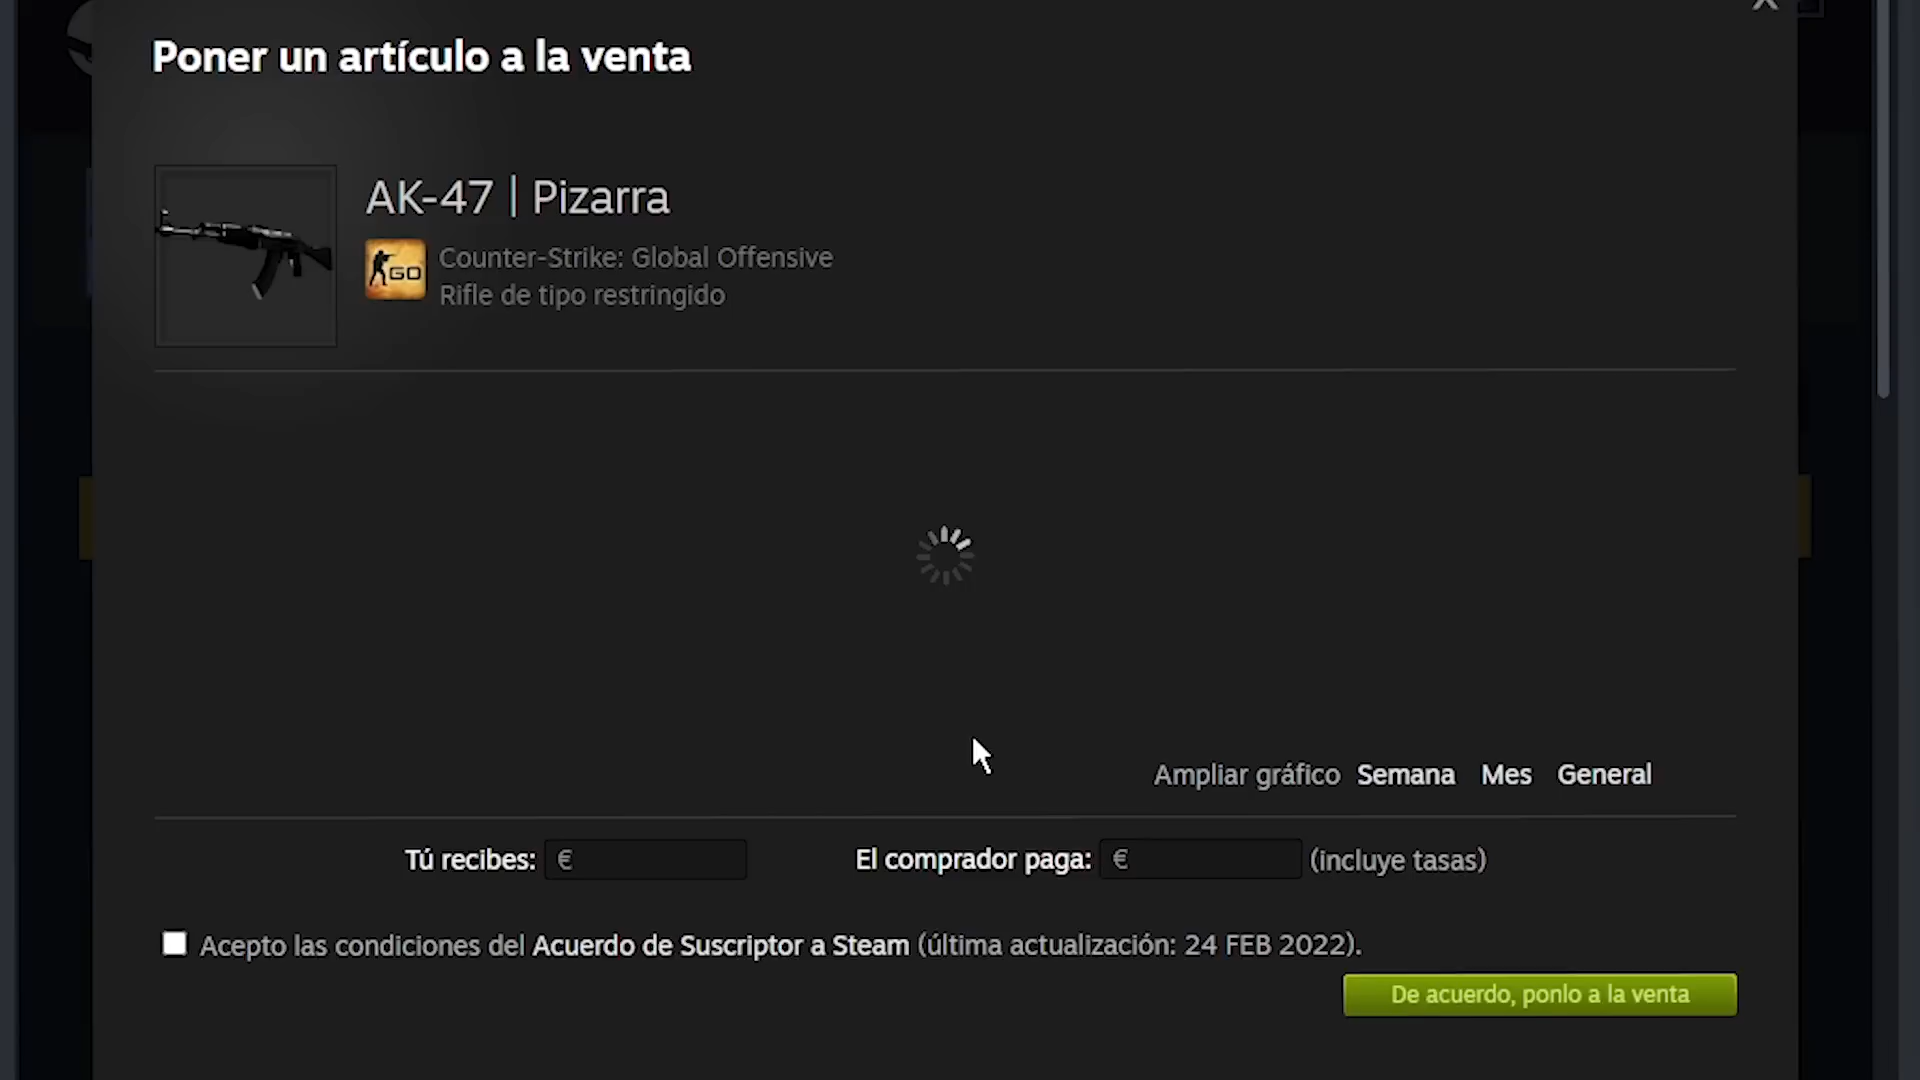 Poner un artículo a la venta
AK-47 | Pizarra
GO
Counter-Strike: Global Offensive
Rifle de tipo restringido
Ampliar gráfico Semana Mes General
Tú recibes: € El comprador paga: € (incluye tasas)
Acepto las condiciones del Acuerdo de Suscriptor a Steam (última actualización: 24 FEB 2022).
De acuerdo, ponlo a la venta